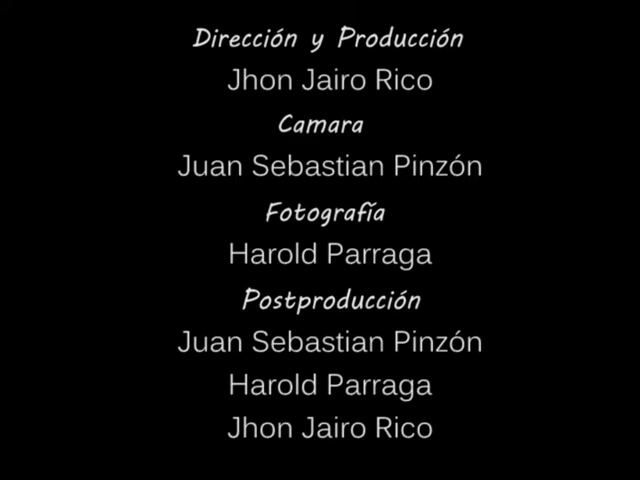 Dirección y Producción
Jhon Jairo Rico
Camara
Juan Sebastian Pinzón
Fotografía
Harold Parraga
Postproducción
Juan Sebastian Pinzón
Harold Parraga
Jhon Jairo Rico